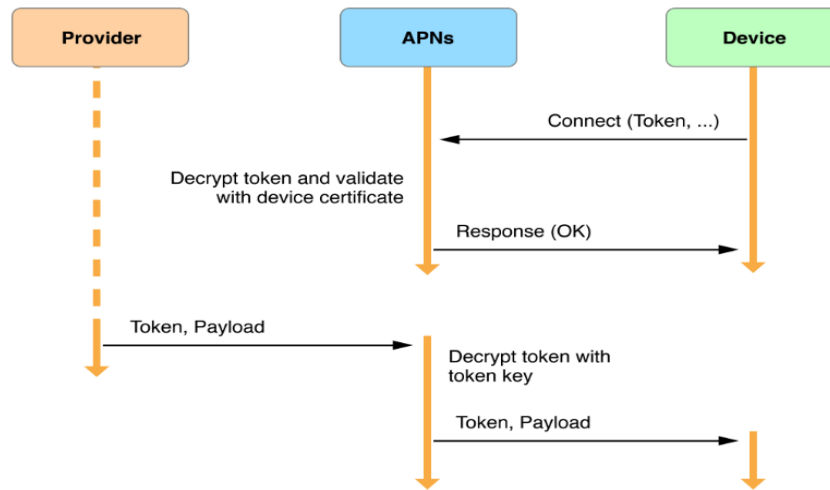 Provider
APNs
Device
Connect (Token, ...)
Decrypt token and validate
with device certificate
Response (OK)
Token, Payload
Decrypt token with
token key
Token, Payload